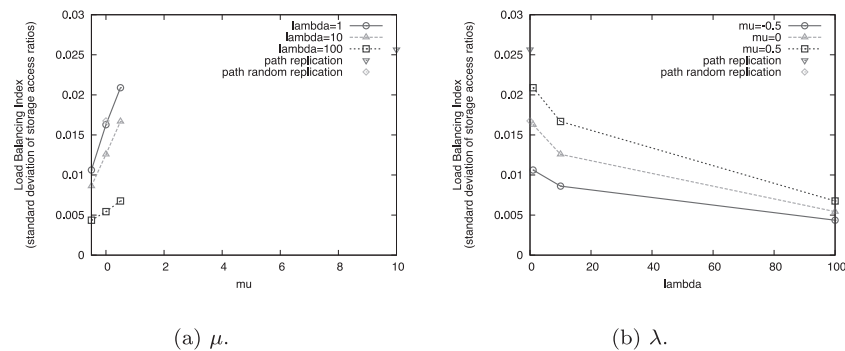 Load Balancing Index
(standard deviation of storage access ratios)
0.03
0.025
0.02
0.015
0.01
0.005
0
lambda=1
lambda=10
lambda=100
path replication
path random replication
0 2 4 6 8 10
mu
(a) μ.
Load Balancing Index
(standard deviation of storage access ratios)
0.03
0.025
0.02
0.015
0.01
0.005
0
mu=-0.5
mu=0
mu=0.5
path replication
path random replication
0 20 40 60 80 100
lambda
(b) λ.